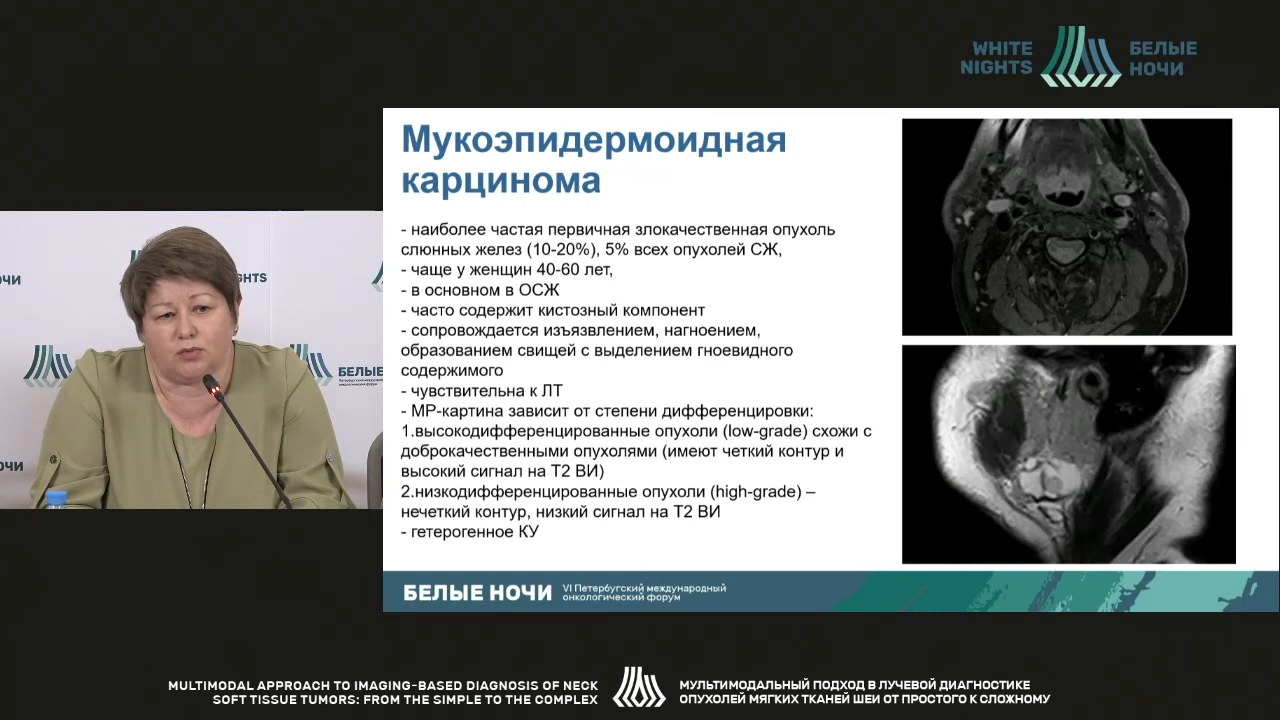 WHITE
NIGHTS
БЕЛЫЕ
НОЧИ
Мукоэпидермоидная
карцинома
- наиболее частая первичная злокачественная опухоль
слюнных желез (10-20%), 5% всех опухолей СЖ,
- чаще у женщин 40-60 лет,
- в основном в ОСЖ
- часто содержит кистозный компонент
- сопровождается изъязвлением, нагноением,
образованием свищей с выделением гноевидного
содержимого
- чувствительна к ЛТ
- МР-картина зависит от степени дифференцировки:
1.высокодифференцированные опухоли (low-grade) схожи с
доброкачественными опухолями (имеют четкий контур и
высокий сигнал на Т2 ВИ)
2.низкодифференцированные опухоли (high-grade) –
нечеткий контур, низкий сигнал на Т2 ВИ
- гетерогенное КУ
БЕЛЫЕ НОЧИ
VI Петербургский международный
онкологический форум
БЕЛЫЕ
MULTIMODAL APPROACH TO IMAGING-BASED DIAGNOSIS OF NECK
SOFT TISSUE TUMORS: FROM THE SIMPLE TO THE COMPLEX
МУЛЬТИМОДАЛЬНЫЙ ПОДХОД В ЛУЧЕВОЙ ДИАГНОСТИКЕ
ОПУХОЛЕЙ МЯГКИХ ТКАНЕЙ ШЕИ ОТ ПРОСТОГО К СЛОЖНОМУ